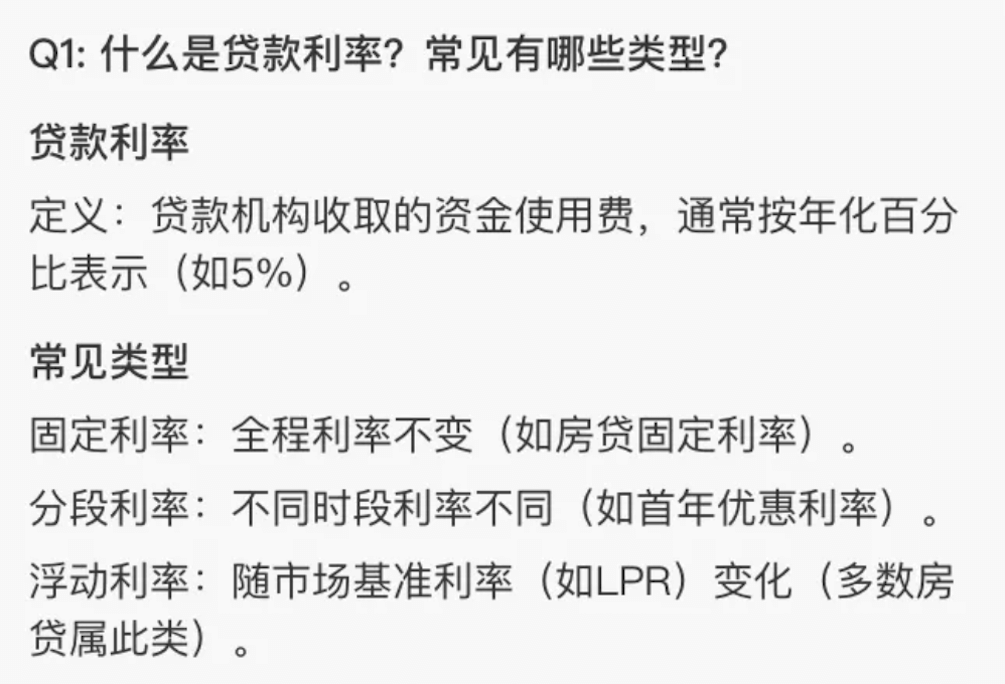 Q1: 什么是贷款利率？常见有哪些类型？
贷款利率
定义：贷款机构收取的资金使用费，通常按年化百分
比表示（如5%）。
常见类型
固定利率：全程利率不变（如房贷固定利率）。
分段利率：不同时段利率不同（如首年优惠利率）。
浮动利率：随市场基准利率（如LPR）变化（多数房
贷属此类）。